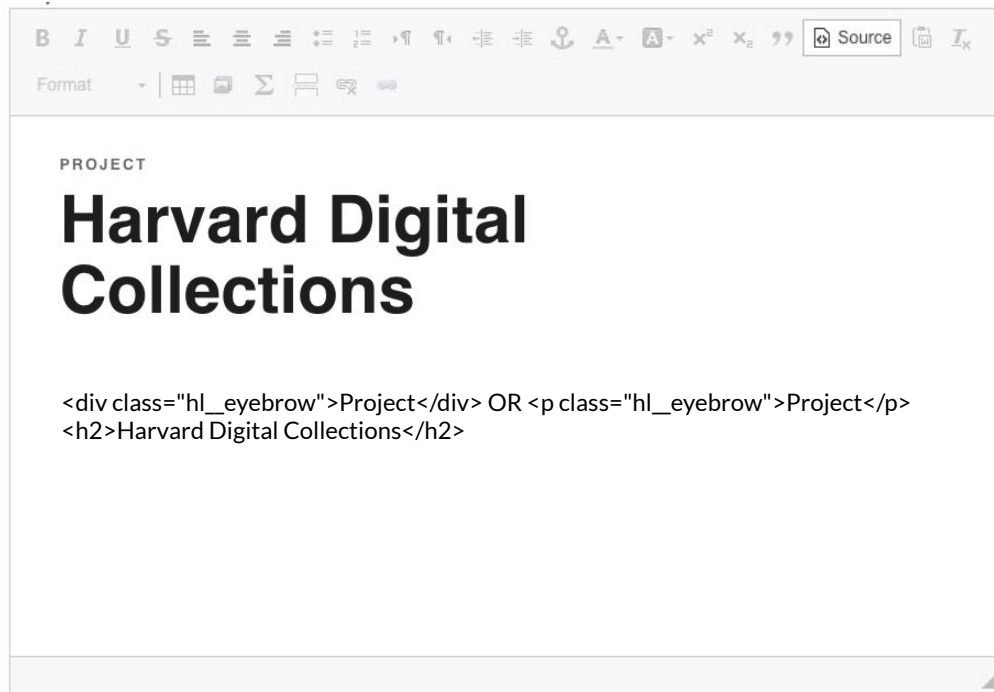 Source
Format
PROJECT
Harvard Digital
Collections
<div class="hl__eyebrow">Project</div> OR <p class="hl__eyebrow">Project</p>
<h2>Harvard Digital Collections</h2>